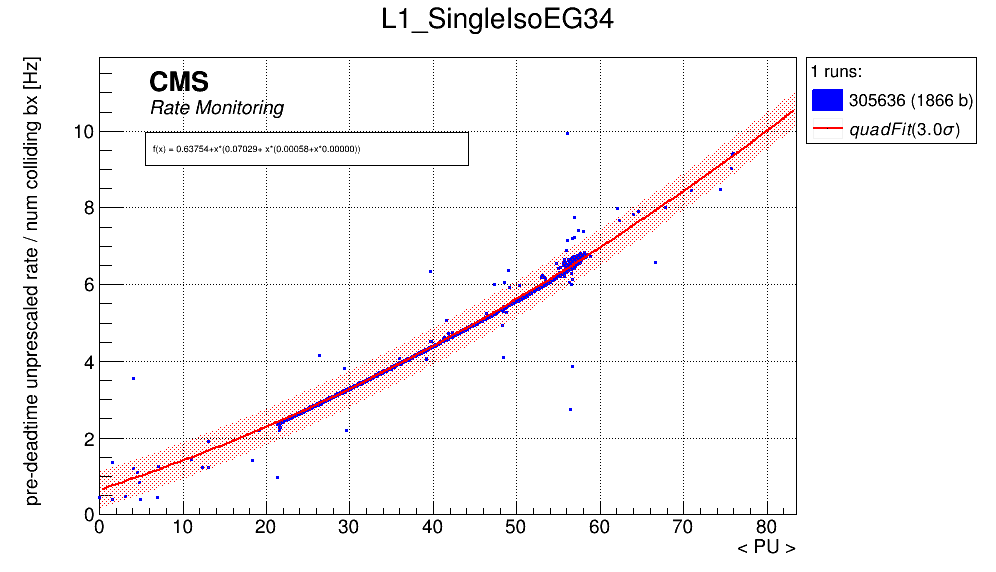 L1_SingleIsoEG34
pre-deadtime unprescaled rate / num colliding bx [Hz]
CMS
Rate Monitoring
f(x) = 0.63754+x*(0.07029+ x*(0.00058+x*0.00000))
1 runs:
305636 (1866 b)
quadFit(3.0σ)
10
8
6
4
2
0
0 10 20 30 40 50 60 70 80
< PU >